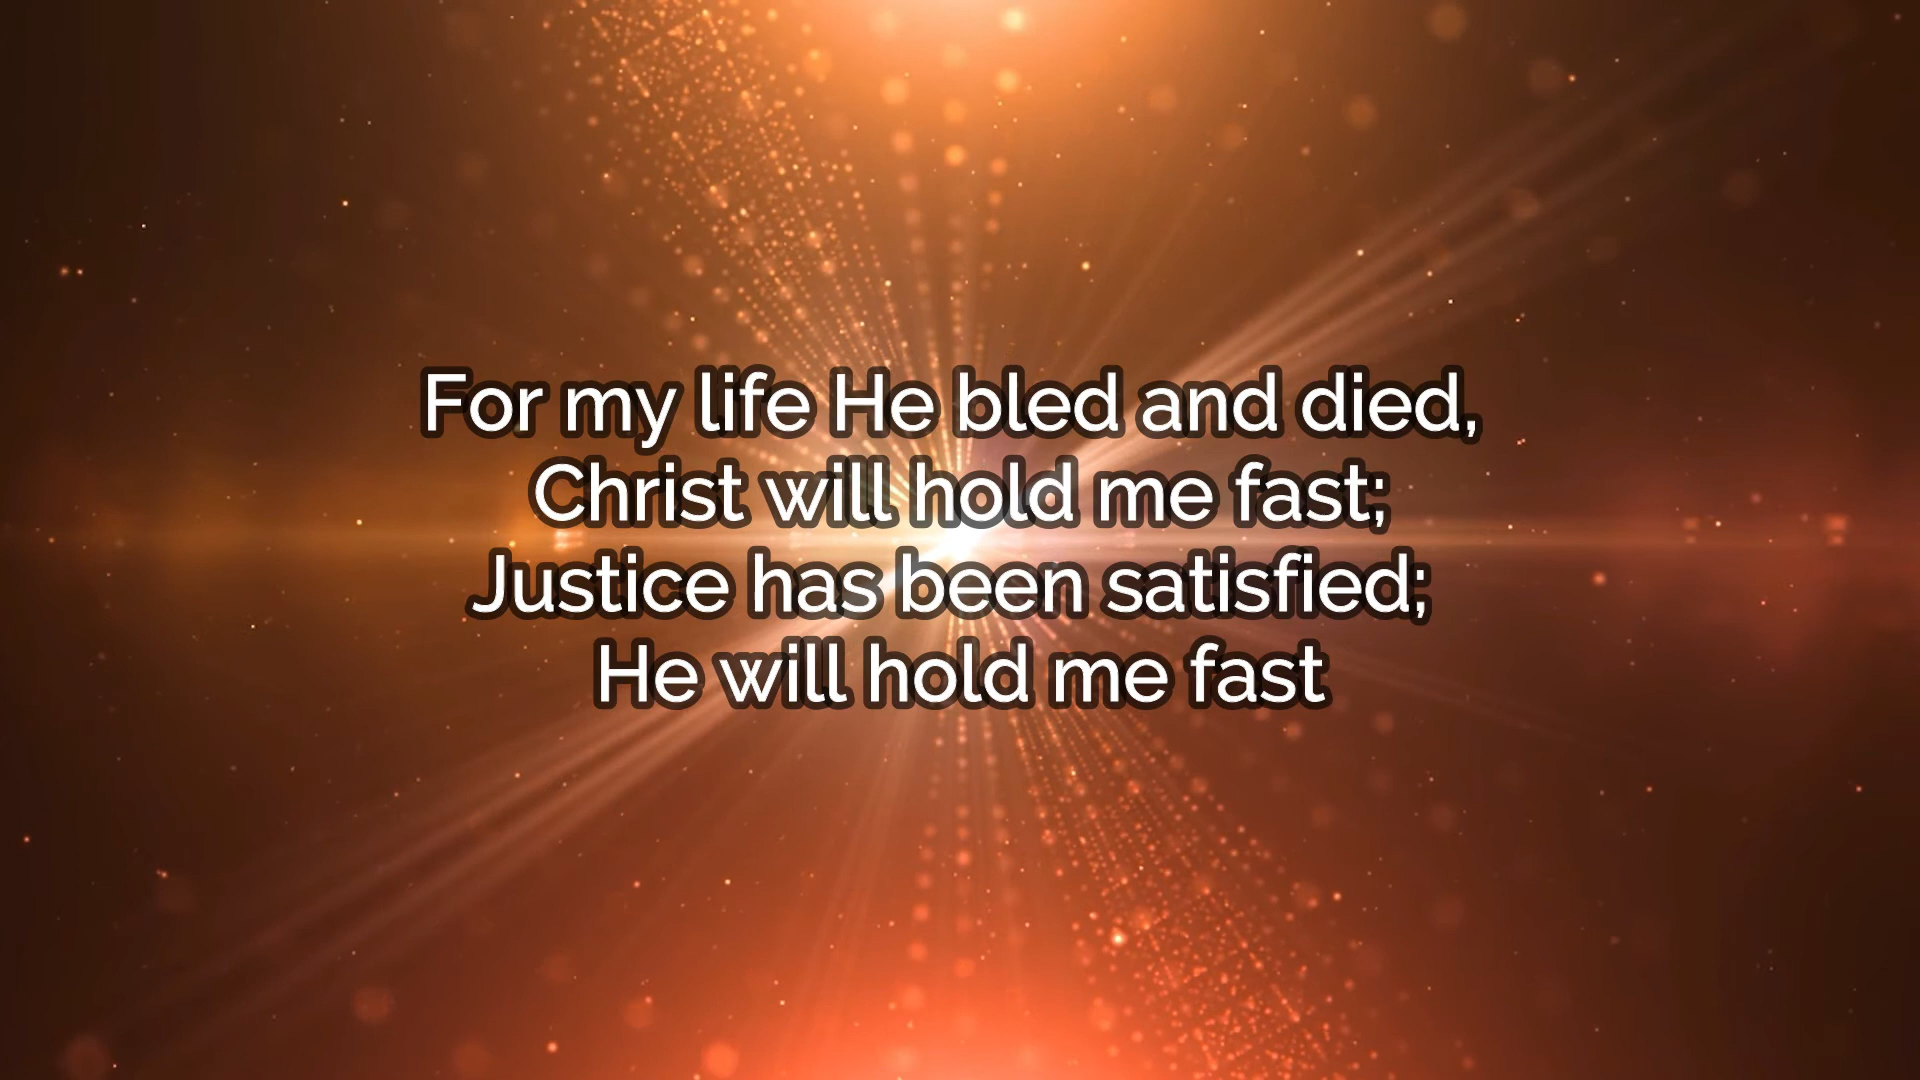 For my life He bled and died,
Christ will hold me fast;
Justice has been satisfied;
He will hold me fast